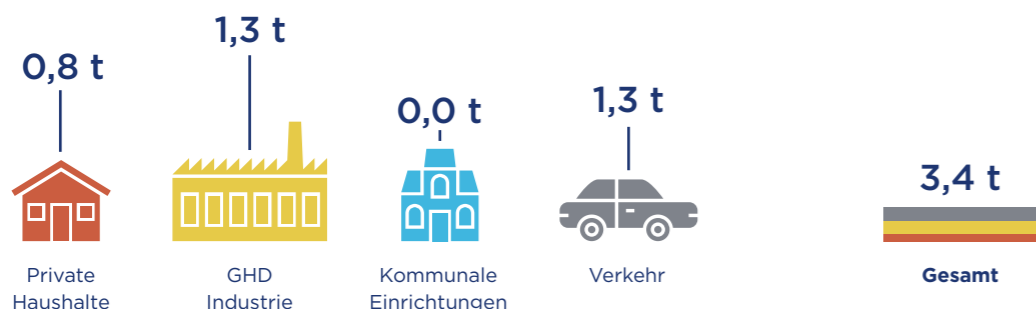 0,8 t
1,3 t
0,0 t
1,3 t
3,4 t
Private
Haushalte
GHD
Industrie
Kommunale
Einrichtungen
Verkehr
Gesamt